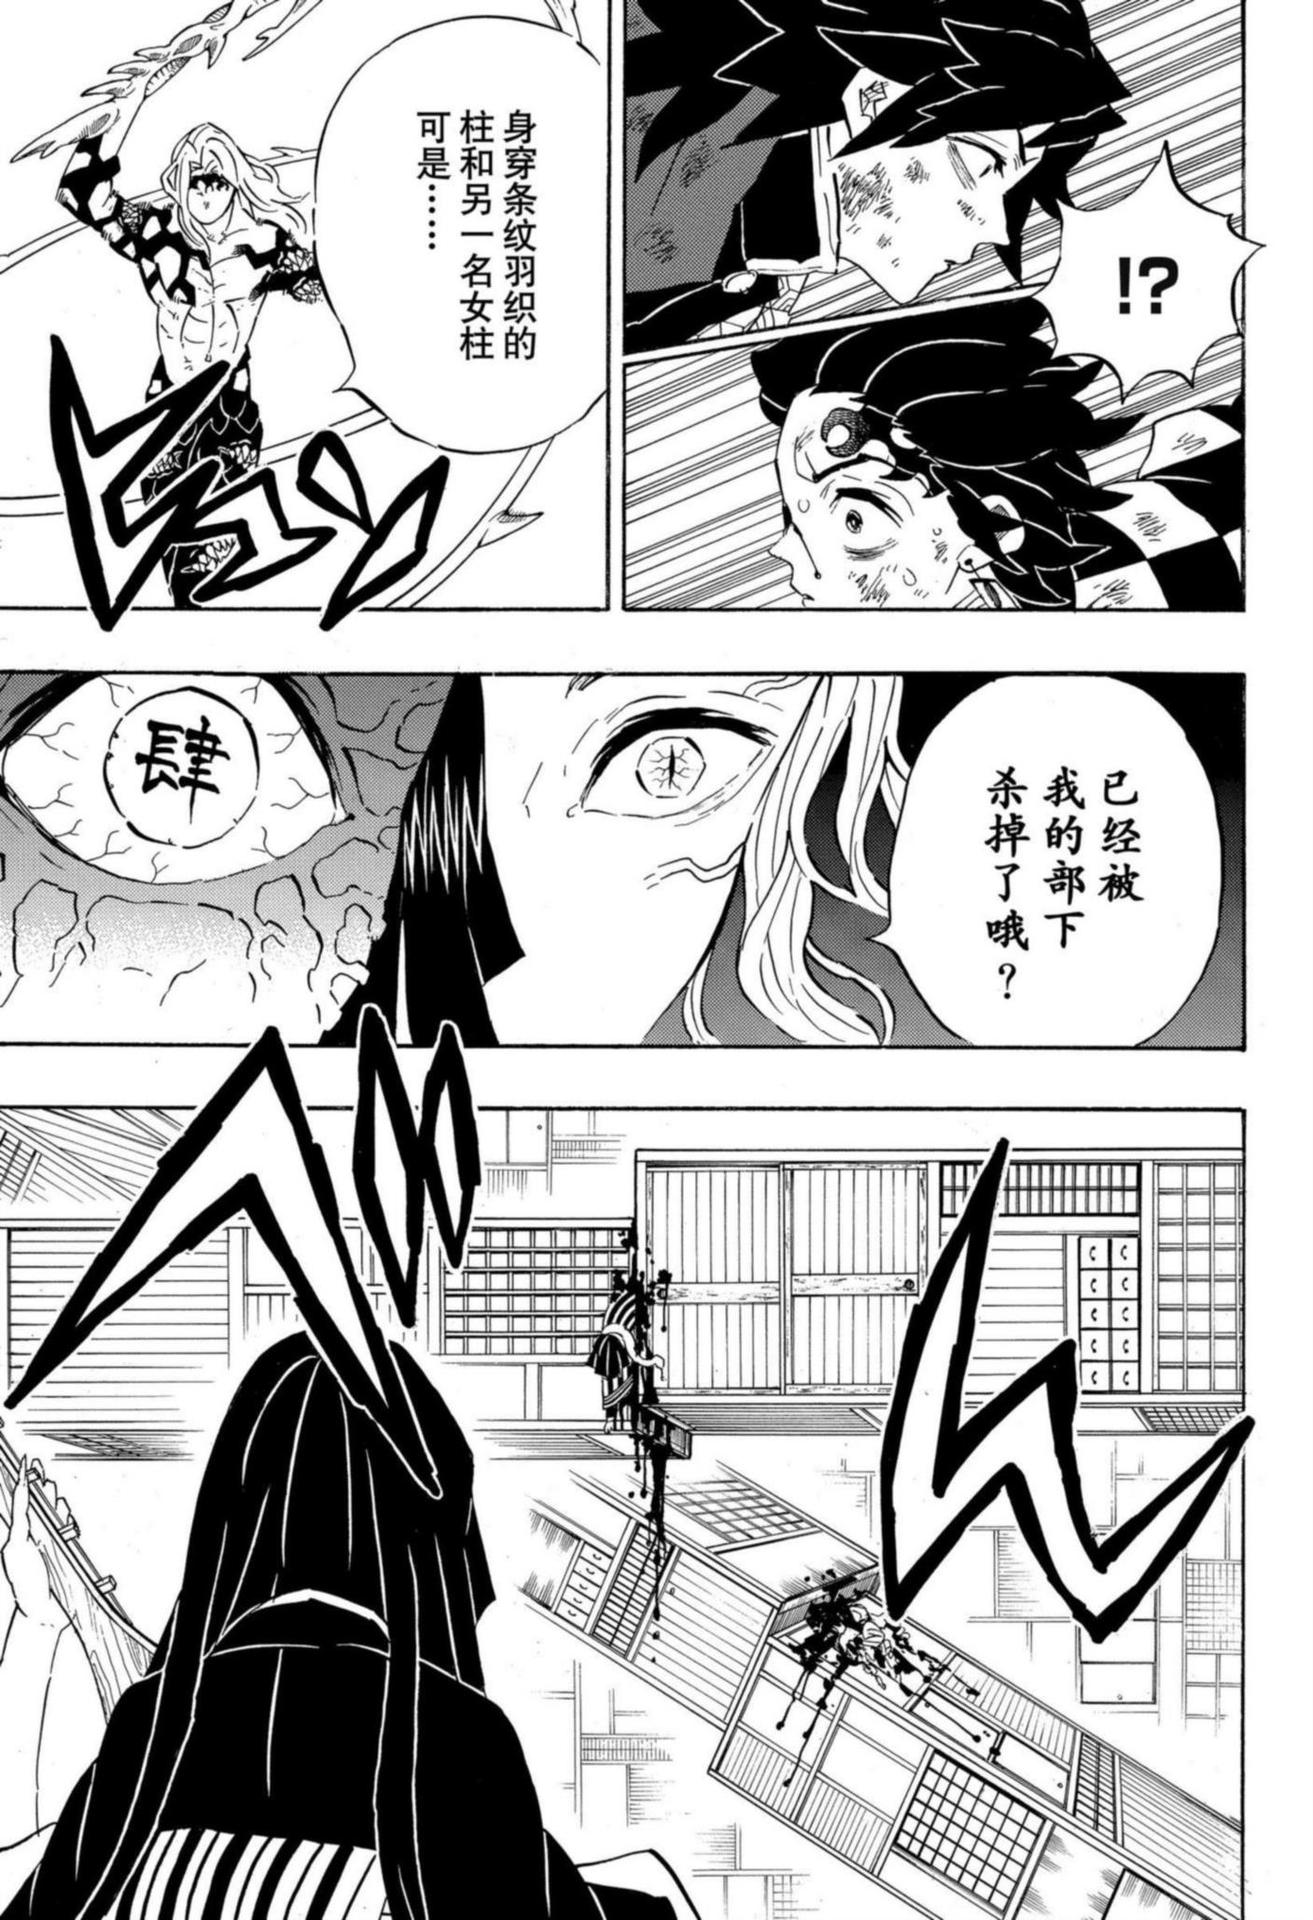 !?
身穿条纹羽织的
柱和另一名女柱
可是……
已经被
我的部下
杀掉了哦？
肆